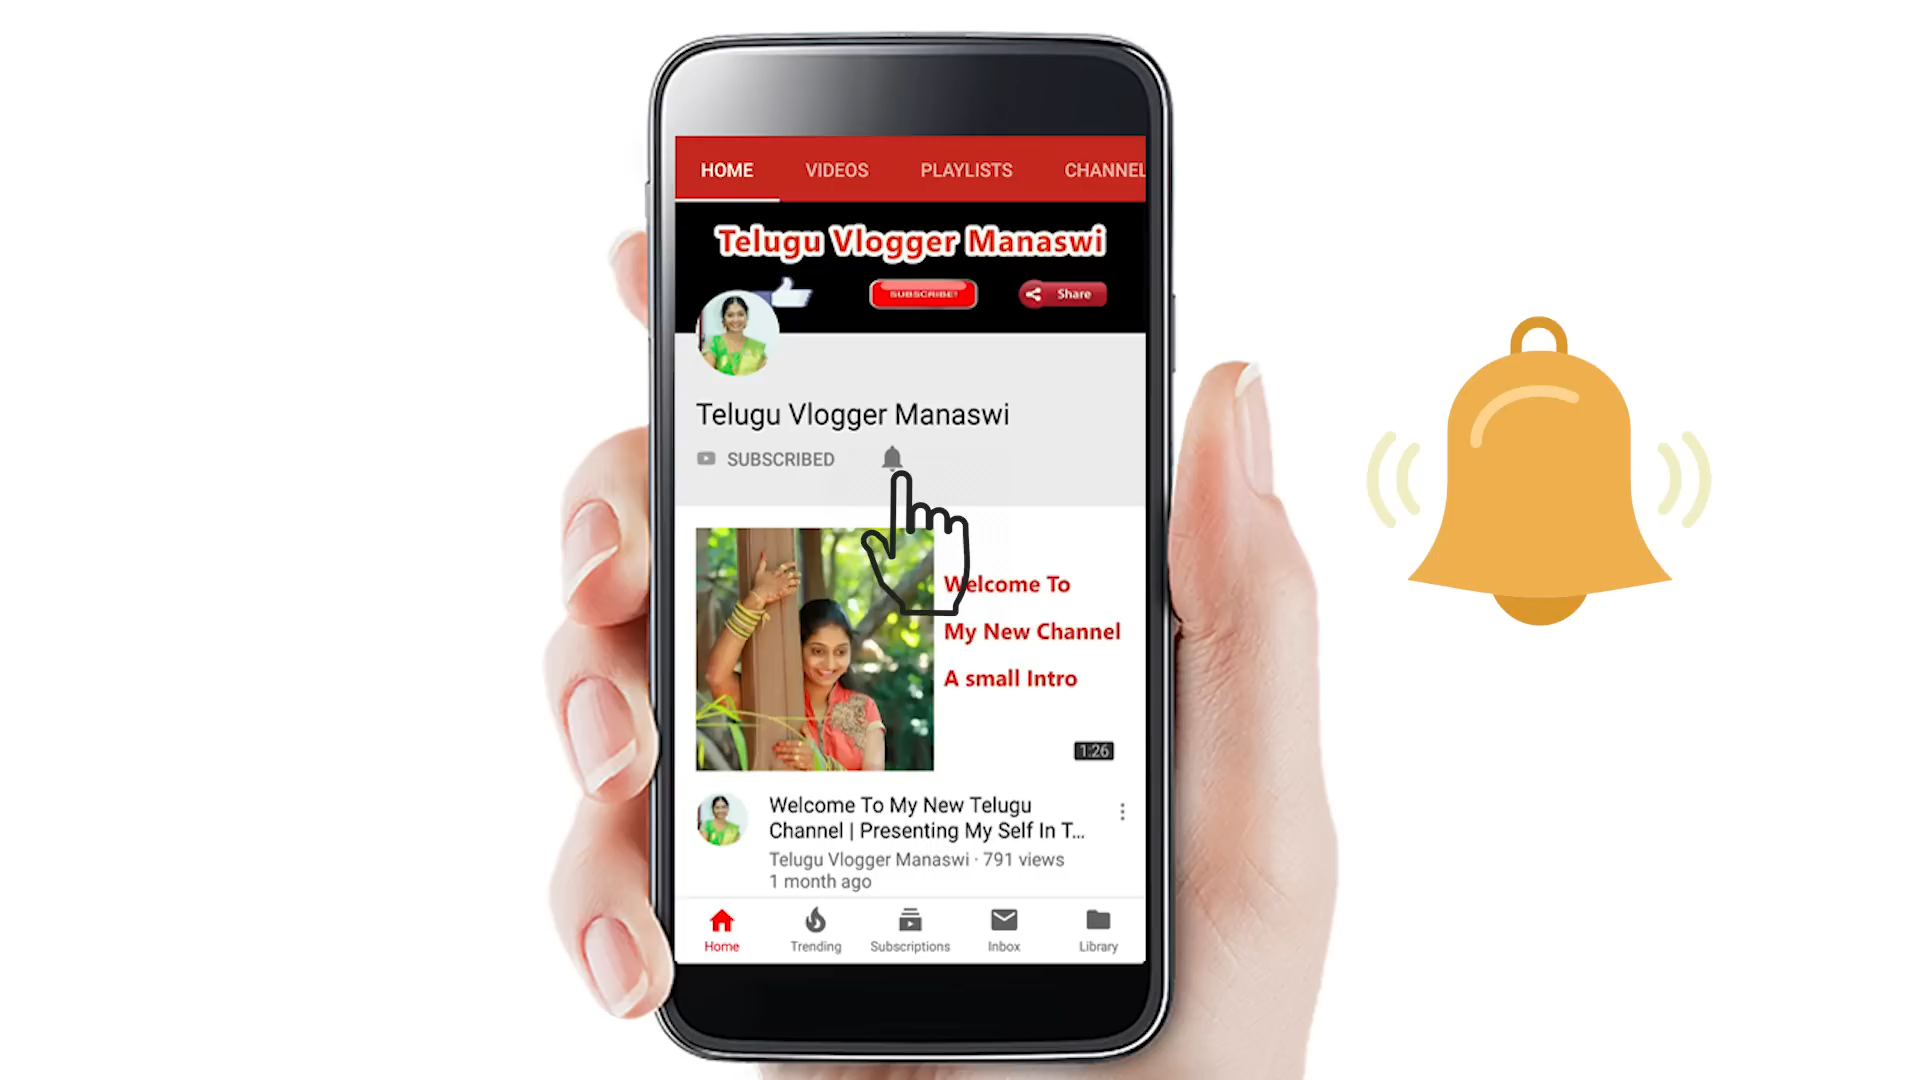 HOME VIDEOS PLAYLISTS CHANNEL
Telugu Vlogger Manaswi
SUBSCRIBE! Share
Telugu Vlogger Manaswi
SUBSCRIBED
Welcome To
My New Channel
A small Intro
1:26
Welcome To My New Telugu
Channel | Presenting My Self In T...
Telugu Vlogger Manaswi · 791 views
1 month ago
Home Trending Subscriptions Inbox Library